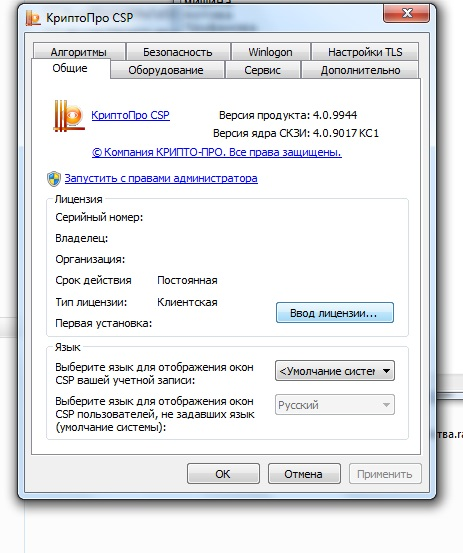 КриптоПро CSP
Алгоритмы Безопасность Winlogon Настройки TLS
Общие Оборудование Сервис Дополнительно
КриптоПро CSP Версия продукта: 4.0.9944
Версия ядра СКЗИ: 4.0.9017 КС1
© Компания КРИПТО-ПРО. Все права защищены.
Запустить с правами администратора
Лицензия
Серийный номер:
Владелец:
Организация:
Срок действия Постоянная
Тип лицензии: Клиентская
Ввод лицензии...
Первая установка:
Язык
Выберите язык для отображения окон
CSP вашей учетной записи:
<Умолчание систем
Выберите язык для отображения окон
CSP пользователей, не задавших язык
(умолчание системы):
Русский
тва.ra
ОК Отмена Применить